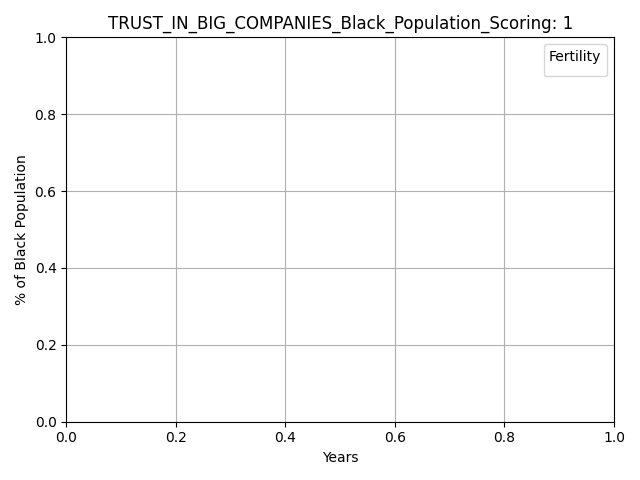 TRUST_IN_BIG_COMPANIES_Black_Population_Scoring: 1
Fertility
% of Black Population
1.0
0.8
0.6
0.4
0.2
0.0
0.0 0.2 0.4 0.6 0.8 1.0
Years